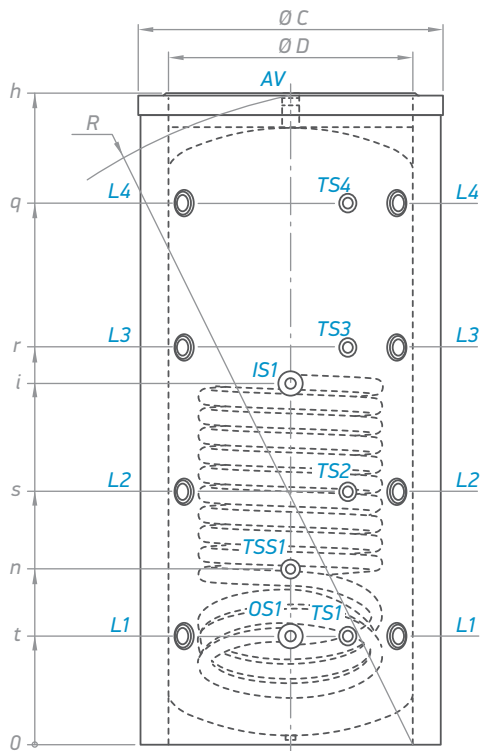 Ø C
Ø D
AV
h
R
L4 TS4 L4
q
L3 TS3 L3
r
IS1
i
L2 TS2 L2
s
TSS1
n
OS1 TS1
L1 L1
t
0